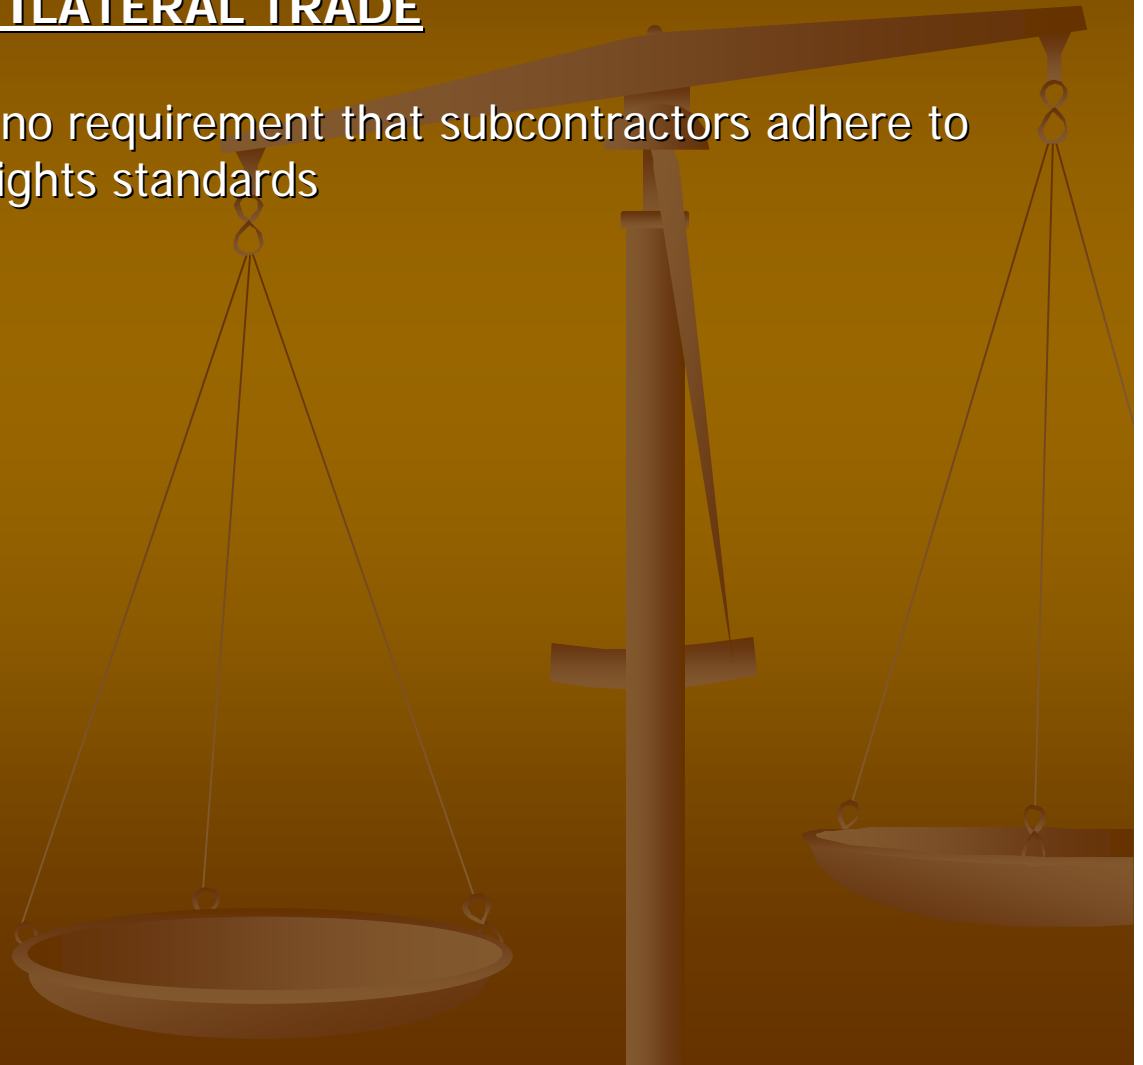 ILATERAL TRADE
no requirement that subcontractors adhere to
ights standards